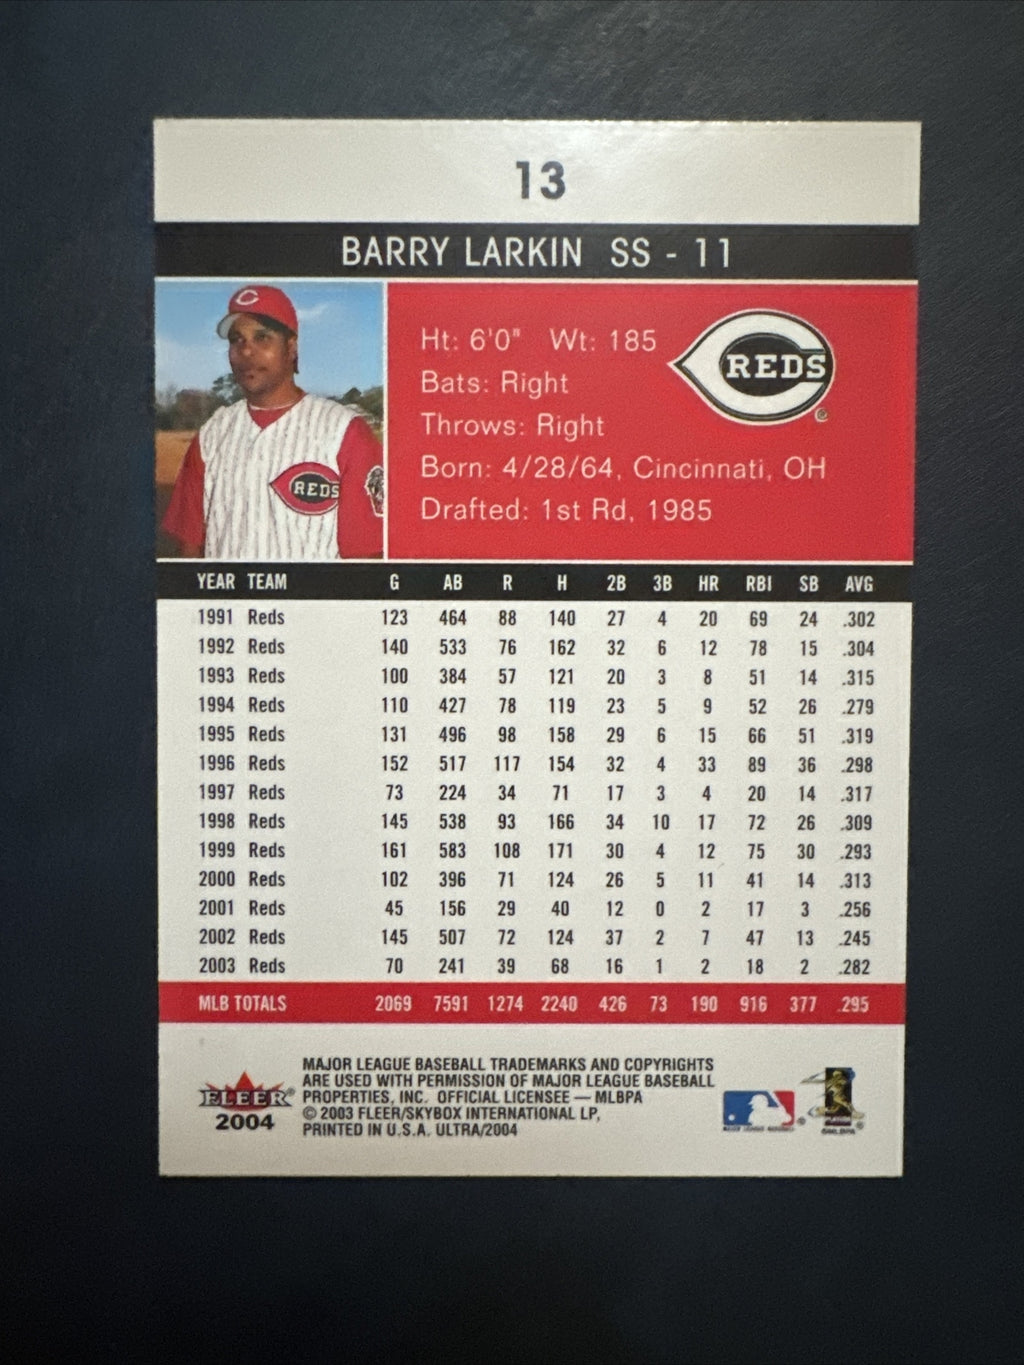 13
BARRY LARKIN SS - 11
Ht: 6'0" Wt: 185
Bats: Right
Throws: Right
Born: 4/28/64, Cincinnati, OH
Drafted: 1st Rd, 1985
REDS
REDS
YEAR TEAM G AB R H 2B 3B HR RBI SB AVG
1991 Reds 123 464 88 140 27 4 20 69 24 .302
1992 Reds 140 533 76 162 32 6 12 78 15 .304
1993 Reds 100 384 57 121 20 3 8 51 14 .315
1994 Reds 110 427 78 119 23 5 9 52 26 .279
1995 Reds 131 496 98 158 29 6 15 66 51 .319
1996 Reds 152 517 117 154 32 4 33 89 36 .298
1997 Reds 73 224 34 71 17 3 4 20 14 .317
1998 Reds 145 538 93 166 34 10 17 72 26 .309
1999 Reds 161 583 108 171 30 4 12 75 30 .293
2000 Reds 102 396 71 124 26 5 11 41 14 .313
2001 Reds 45 156 29 40 12 0 2 17 3 .256
2002 Reds 145 507 72 124 37 2 7 47 13 .245
2003 Reds 70 241 39 68 16 1 2 18 2 .282
MLB TOTALS 2069 7591 1274 2240 426 73 190 916 377 .295
FLEER®
2004
MAJOR LEAGUE BASEBALL TRADEMARKS AND COPYRIGHTS
ARE USED WITH PERMISSION OF MAJOR LEAGUE BASEBALL
PROPERTIES, INC. OFFICIAL LICENSEE — MLBPA
© 2003 FLEER/SKYBOX INTERNATIONAL LP,
PRINTED IN U.S.A. ULTRA/2004